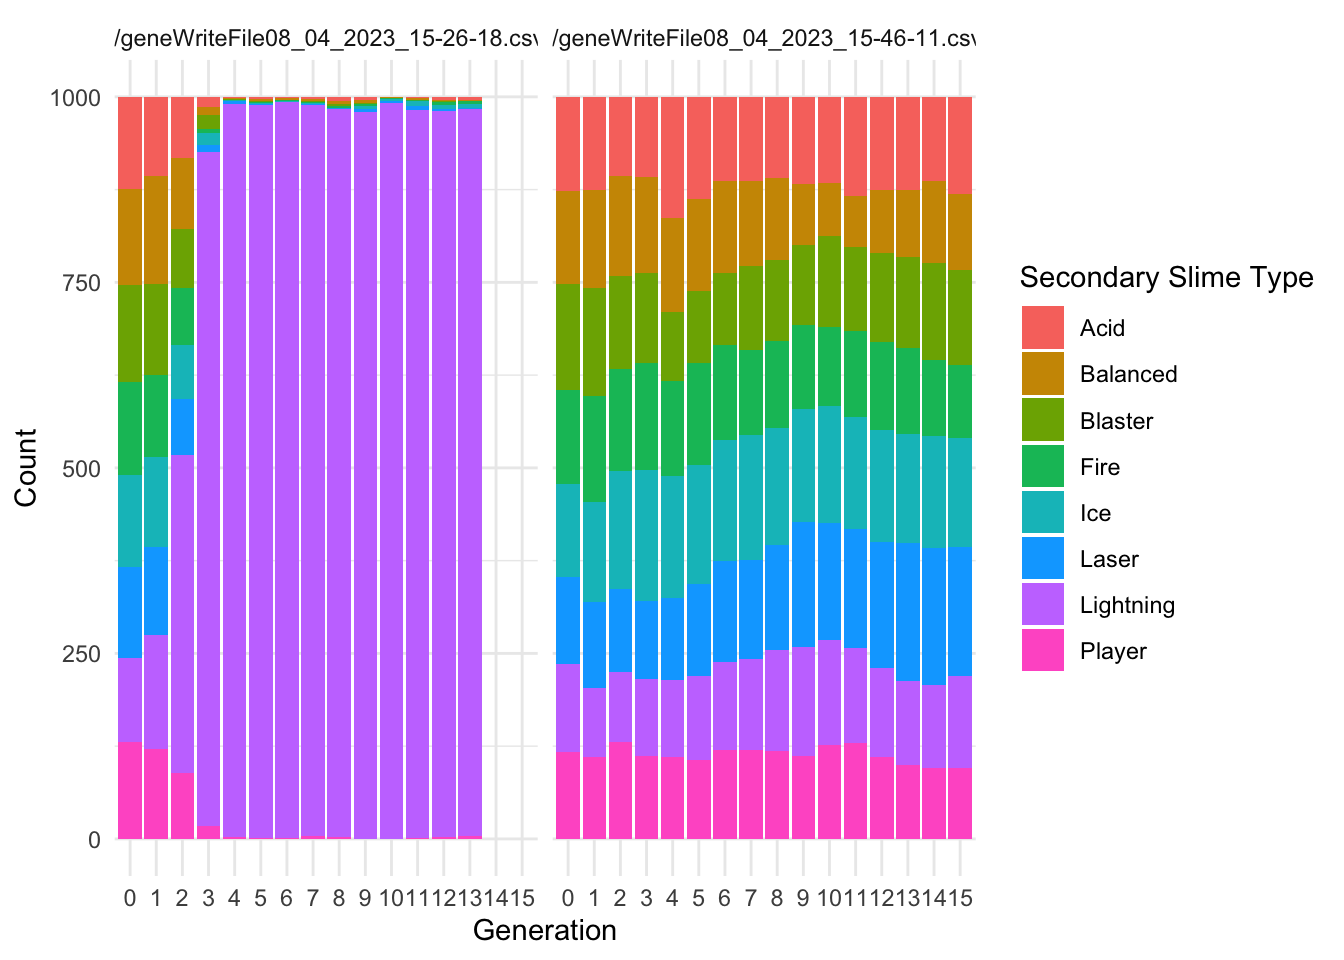 /geneWriteFile08_04_2023_15-26-18.csv /geneWriteFile08_04_2023_15-46-11.csv
1000
750
500
250
0
Count
0 1 2 3 4 5 6 7 8 9 10 11 12 13 14 15 0 1 2 3 4 5 6 7 8 9 10 11 12 13 14 15
Generation
Secondary Slime Type
Acid
Balanced
Blaster
Fire
Ice
Laser
Lightning
Player